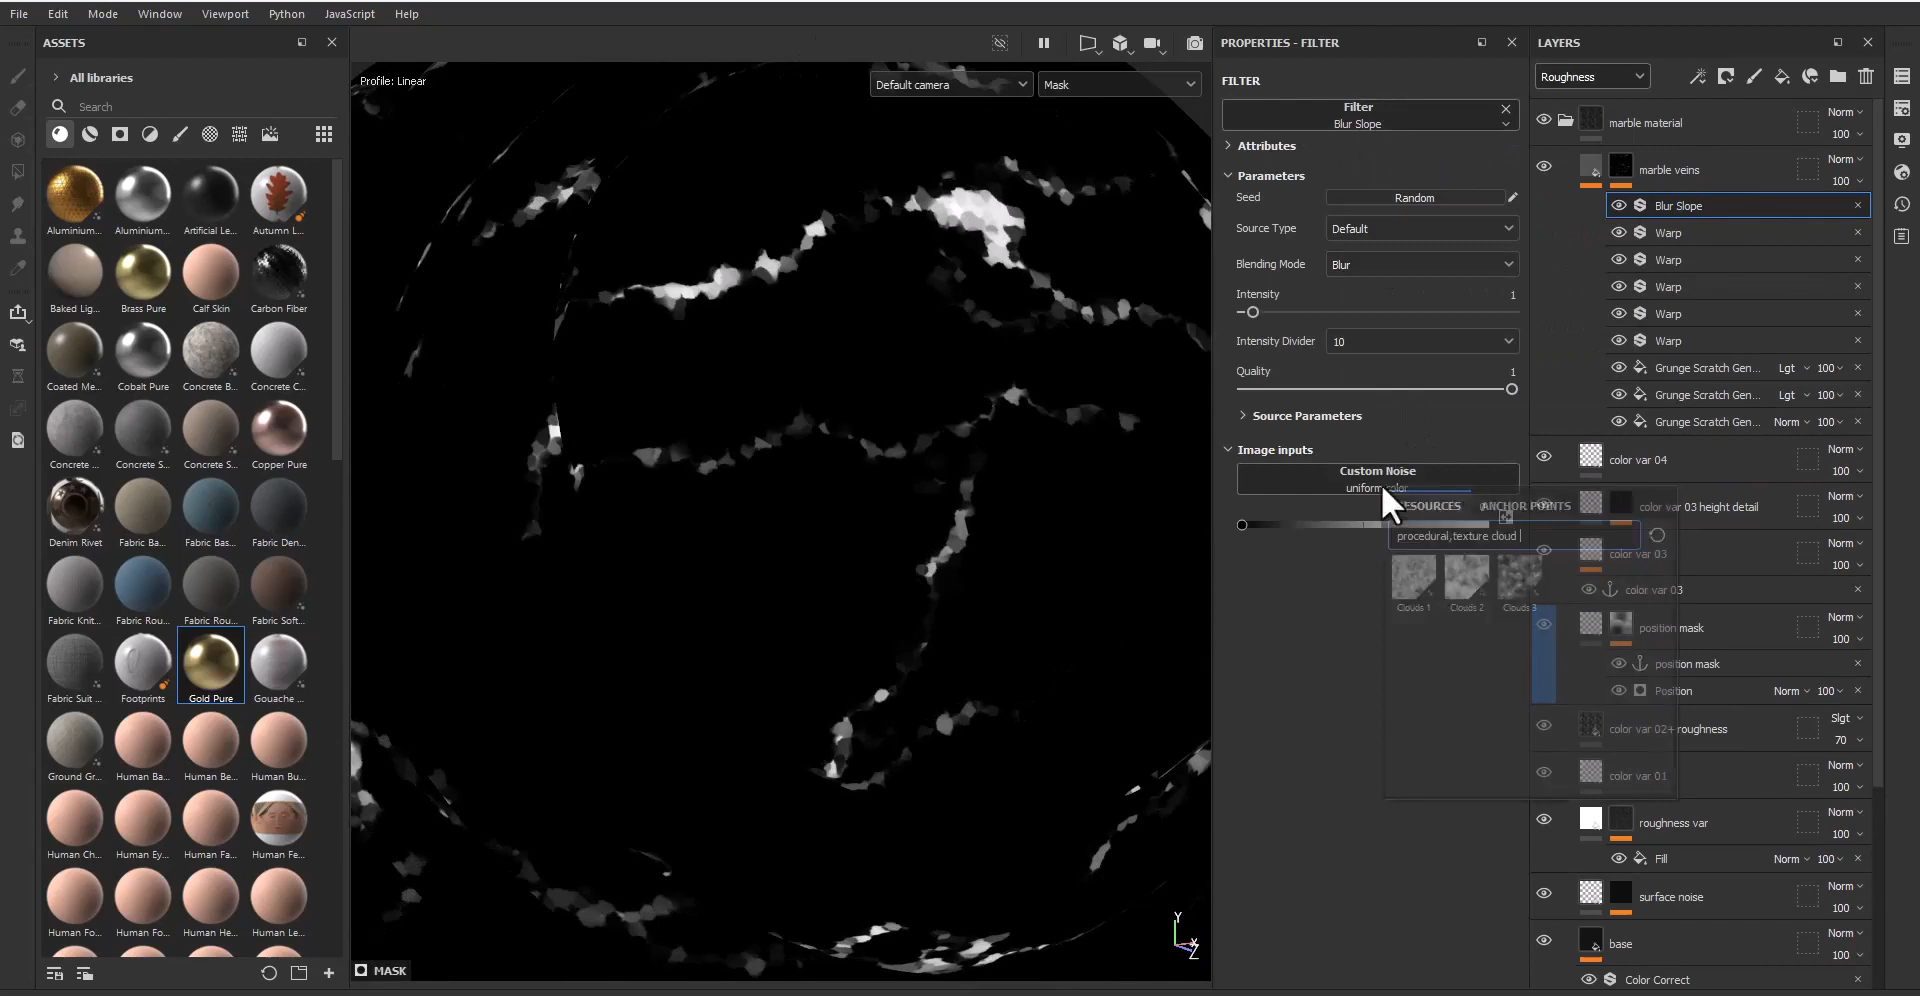 File Edit Mode Window Viewport Python JavaScript Help
ASSETS
All libraries
Search
Aluminium... Aluminium... Artificial Le... Autumn L...
Baked Lig... Brass Pure Calf Skin Carbon Fiber
Coated Me... Cobalt Pure Concrete B... Concrete C...
Concrete ... Concrete S... Concrete S... Copper Pure
Denim Rivet Fabric Ba... Fabric Bas... Fabric Den...
Fabric Knit... Fabric Rou... Fabric Rou... Fabric Soft...
Fabric Suit ... Footprints Gold Pure Gouache ...
Ground Gr... Human Ba... Human Be... Human Bu...
Human Ch... Human Ey... Human Fa... Human Fe...
Human Fo... Human Fo... Human He... Human Le...
Profile: Linear
Default camera
Mask
Y
X
Z
MASK
PROPERTIES - FILTER
FILTER
Filter
Blur Slope
Attributes
Parameters
Seed Random
Source Type Default
Blending Mode Blur
Intensity 1
Intensity Divider 10
Quality 1
Source Parameters
Image inputs
Custom Noise
uniform color
RESOURCES ANCHOR POINTS
procedural,texture cloud
Clouds 1 Clouds 2 Clouds 3
LAYERS
Roughness
marble material Norm 100
marble veins Norm 100
Blur Slope
Warp
Warp
Warp
Warp
Warp
Grunge Scratch Gen... Lgt 100
Grunge Scratch Gen... Lgt 100
Grunge Scratch Gen... Norm 100
color var 04 Norm 100
color var 03 height detail Norm 100
color var 03 Norm 100
color var 03
position mask Norm 100
position mask
Position Norm 100
color var 02+ roughness Slgt 70
color var 01 Norm 100
roughness var Norm 100
Fill Norm 100
surface noise Norm 100
base Norm 100
Color Correct